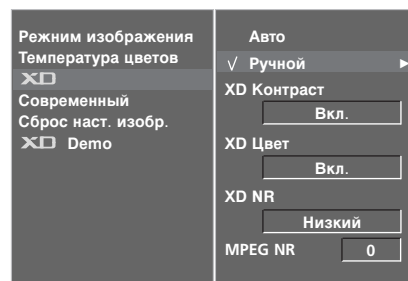 Режним изображения
Температура цветов
XD
Современный
Сброс наст. изобр.
XD Demo
Авто
√ Ручной ►
XD Контраст
Вкл.
XD Цвет
Вкл.
XD NR
Низкий
MPEG NR 0